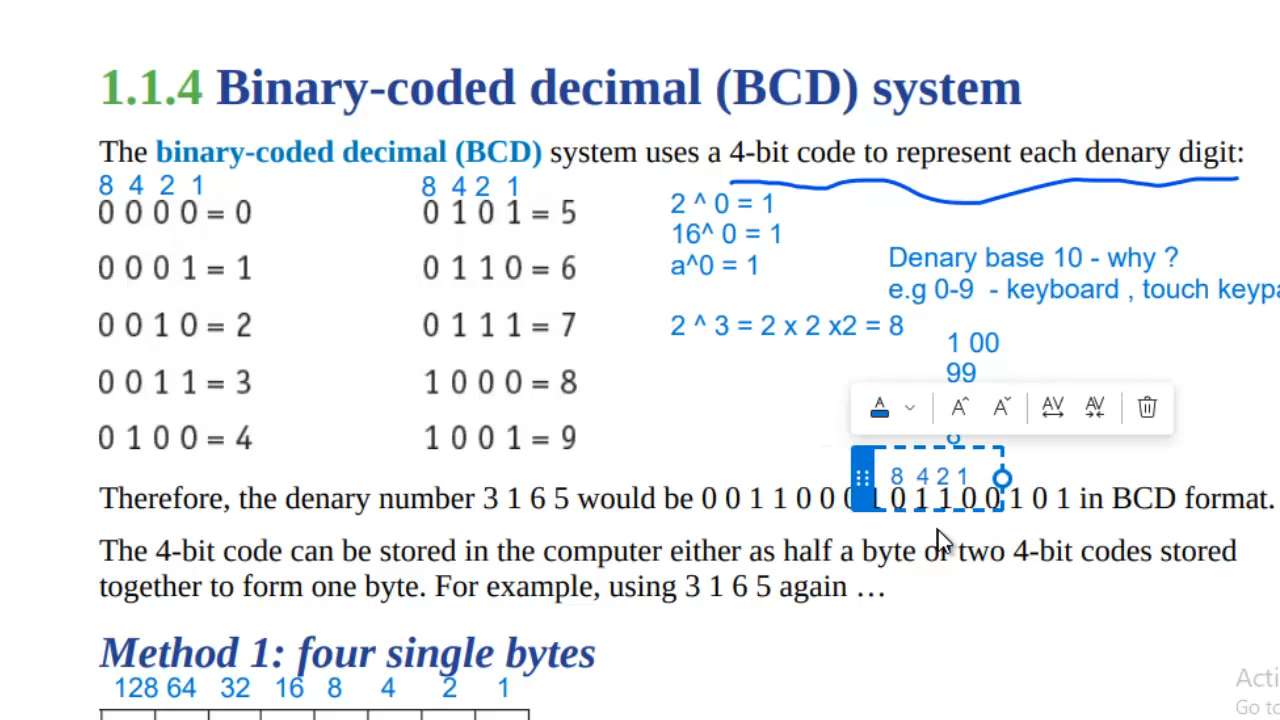 1.1.4 Binary-coded decimal (BCD) system
The binary-coded decimal (BCD) system uses a 4-bit code to represent each denary digit:
8 4 2 1
8 4 2 1
0 0 0 0 = 0
0 1 0 1 = 5
2 ^ 0 = 1
16^ 0 = 1
a^0 = 1
Denary base 10 - why ?
e.g 0-9 - keyboard , touch keypa
0 0 0 1 = 1
0 1 1 0 = 6
0 0 1 0 = 2
0 1 1 1 = 7
2 ^ 3 = 2 x 2 x2 = 8
1 00
99
0 0 1 1 = 3
1 0 0 0 = 8
0 1 0 0 = 4
1 0 0 1 = 9
8 4 2 1
Therefore, the denary number 3 1 6 5 would be 0 0 1 1 0 0 0 1 0 1 1 0 0 1 0 1 in BCD format.
The 4-bit code can be stored in the computer either as half a byte or two 4-bit codes stored
together to form one byte. For example, using 3 1 6 5 again …
Method 1: four single bytes
128 64 32 16 8 4 2 1
Acti
Go to